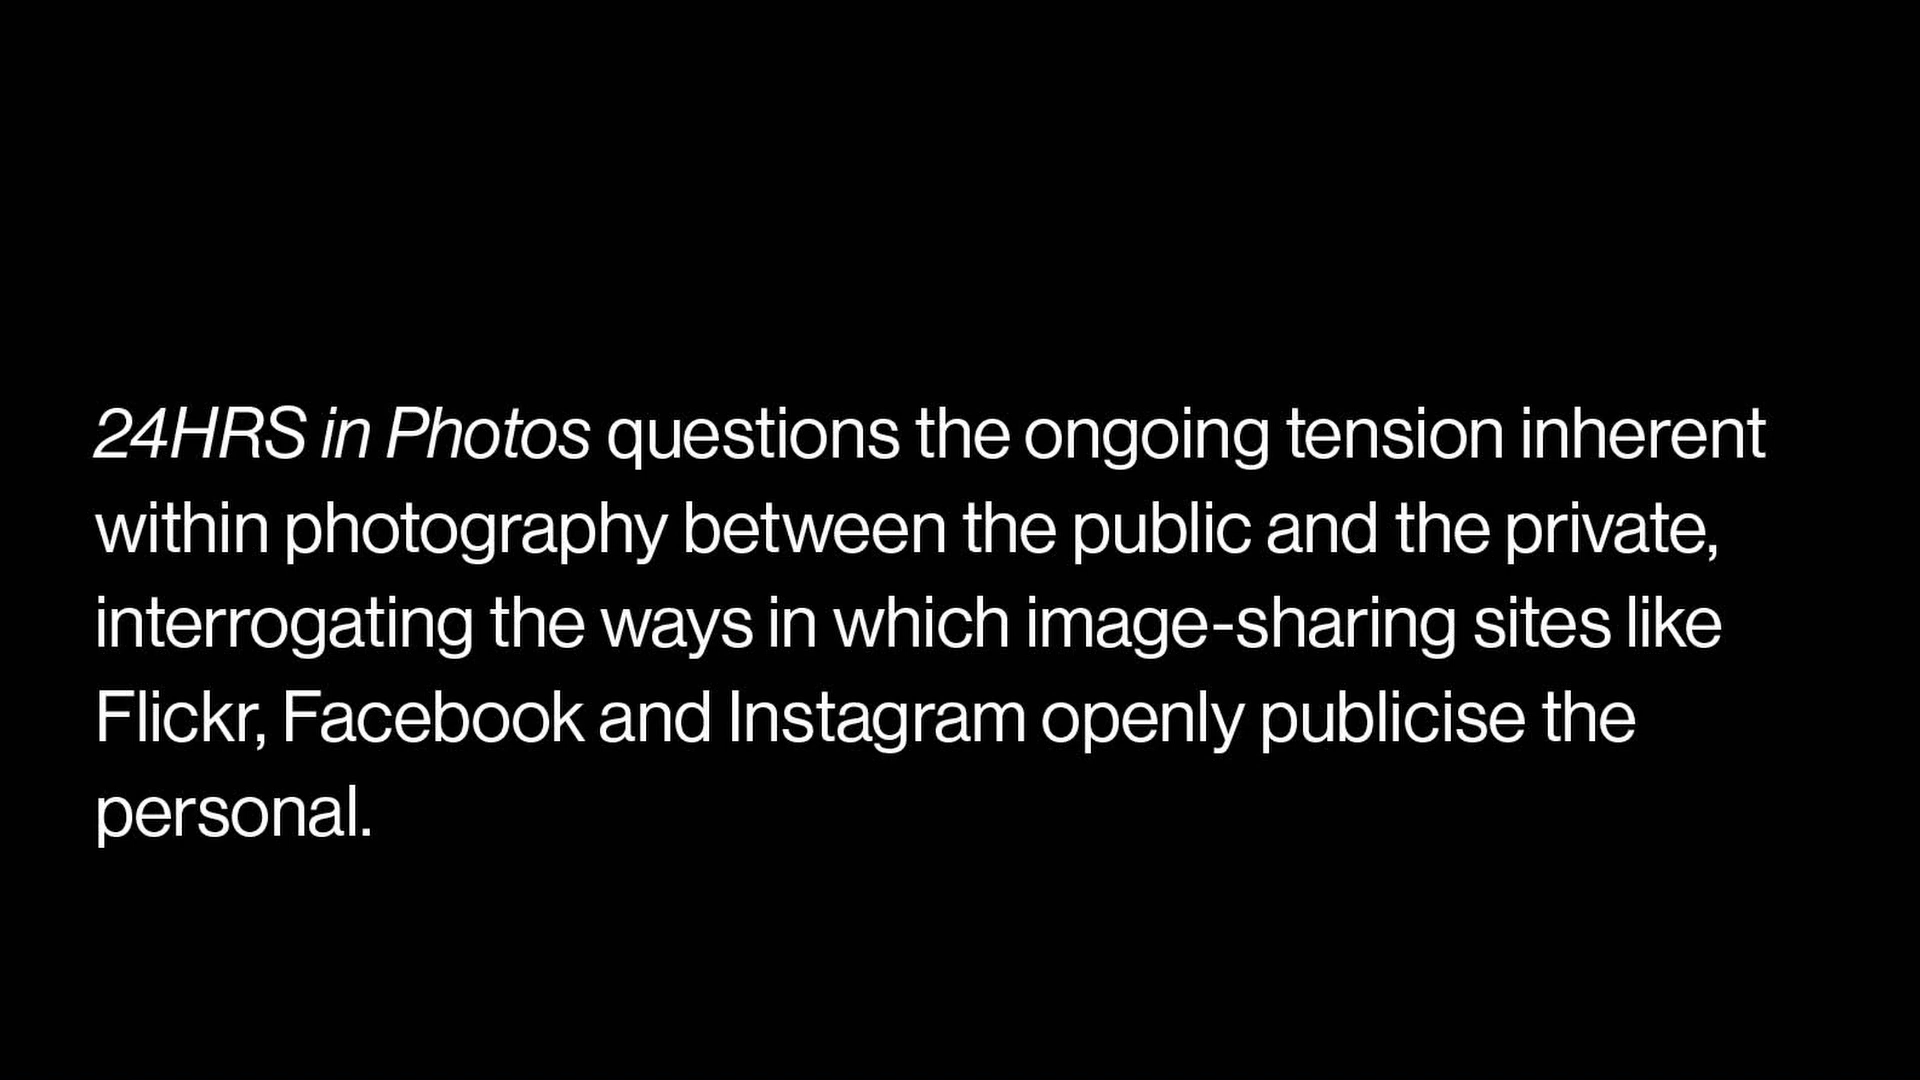 24HRS in Photos questions the ongoing tension inherent
within photography between the public and the private,
interrogating the ways in which image-sharing sites like
Flickr, Facebook and Instagram openly publicise the
personal.